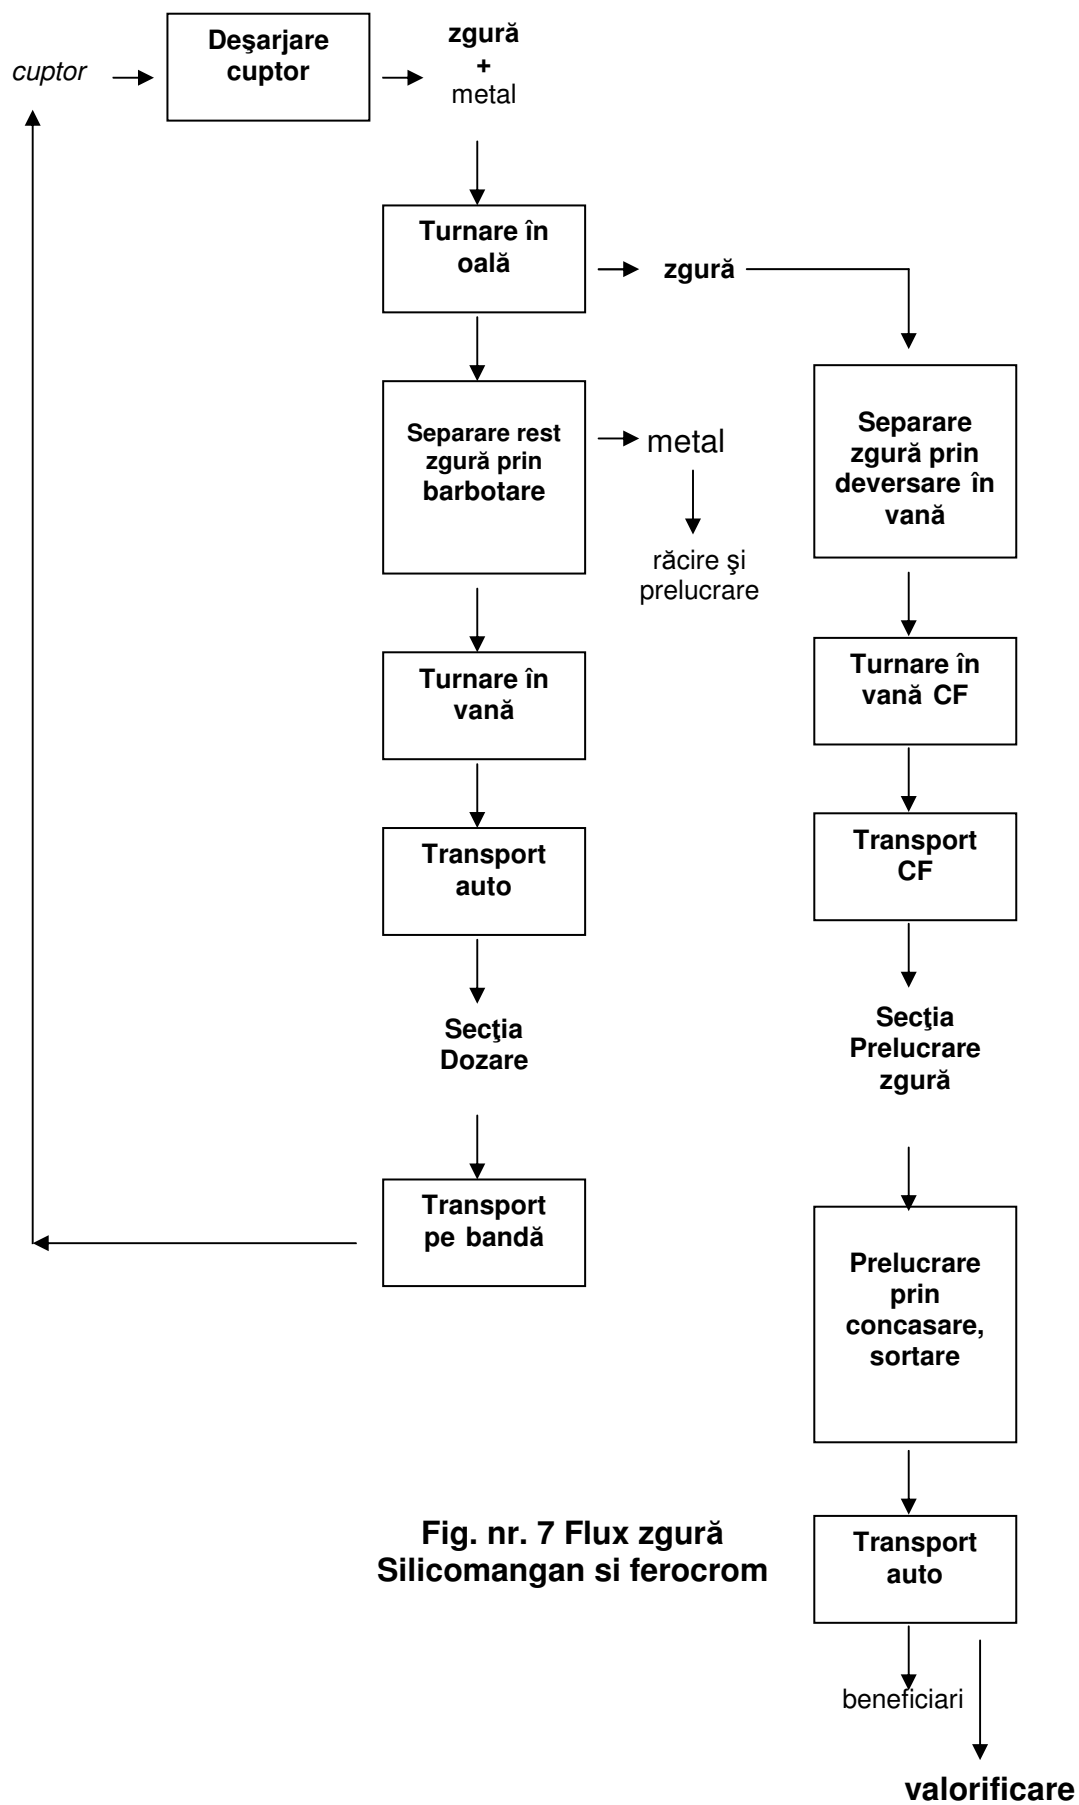 cuptor
Deşarjare
cuptor
zgură
+
metal
Turnare în
oală
zgură
Separare rest
zgură prin
barbotare
metal
răcire şi
prelucrare
Separare
zgură prin
deversare în
vană
Turnare în
vană
Turnare în
vană CF
Transport
auto
Transport
CF
Secţia
Dozare
Secţia
Prelucrare
zgură
Transport
pe bandă
Prelucrare
prin
concasare,
sortare
Fig. nr. 7 Flux zgură
Silicomangan si ferocrom
Transport
auto
beneficiari
valorificare